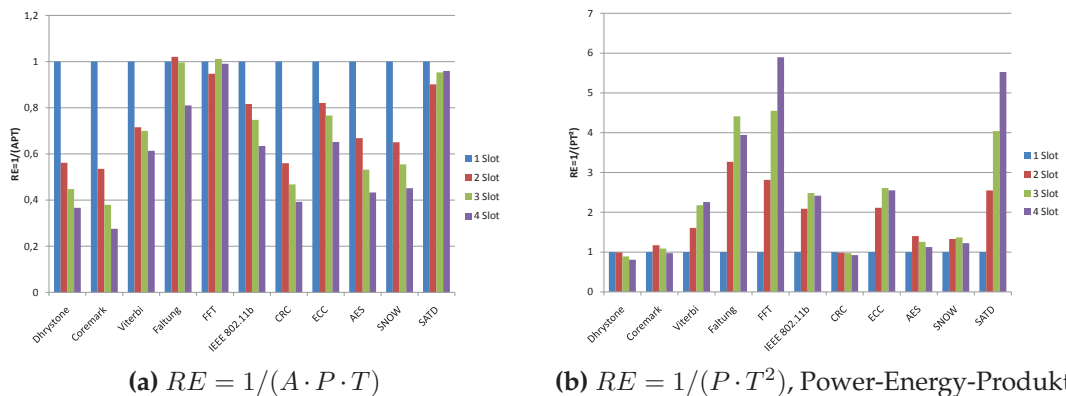 1,2
1
0,8
0,6
0,4
0,2
0
RE=1/(APT)
Dhrystone
Coremark
Viterbi
Faltung
FFT
IEEE 802.11b
CRC
ECC
AES
SNOW
SATD
1 Slot
2 Slot
3 Slot
4 Slot
(a) RE = 1/(A · P · T)
7
6
5
4
3
2
1
0
RE=1/(PT²)
Dhrystone
Coremark
Viterbi
Faltung
FFT
IEEE 802.11b
CRC
ECC
AES
SNOW
SATD
1 Slot
2 Slot
3 Slot
4 Slot
(b) RE = 1/(P · T²), Power-Energy-Produkt